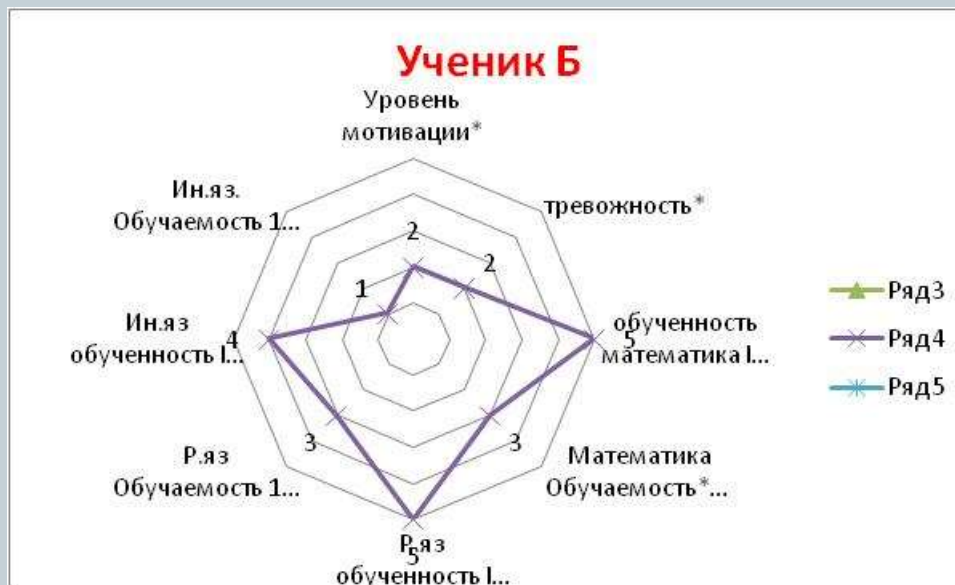 Ученик Б
Уровень
мотивации*
тревожность*
обученность
математика I...
Математика
Обучаемость*...
Р.яз
обученность I...
Р.яз
Обучаемость 1...
Ин.яз
обученность I...
Ин.яз.
Обучаемость 1...
2
2
5
3
5
3
4
1
Ряд3
Ряд4
Ряд5